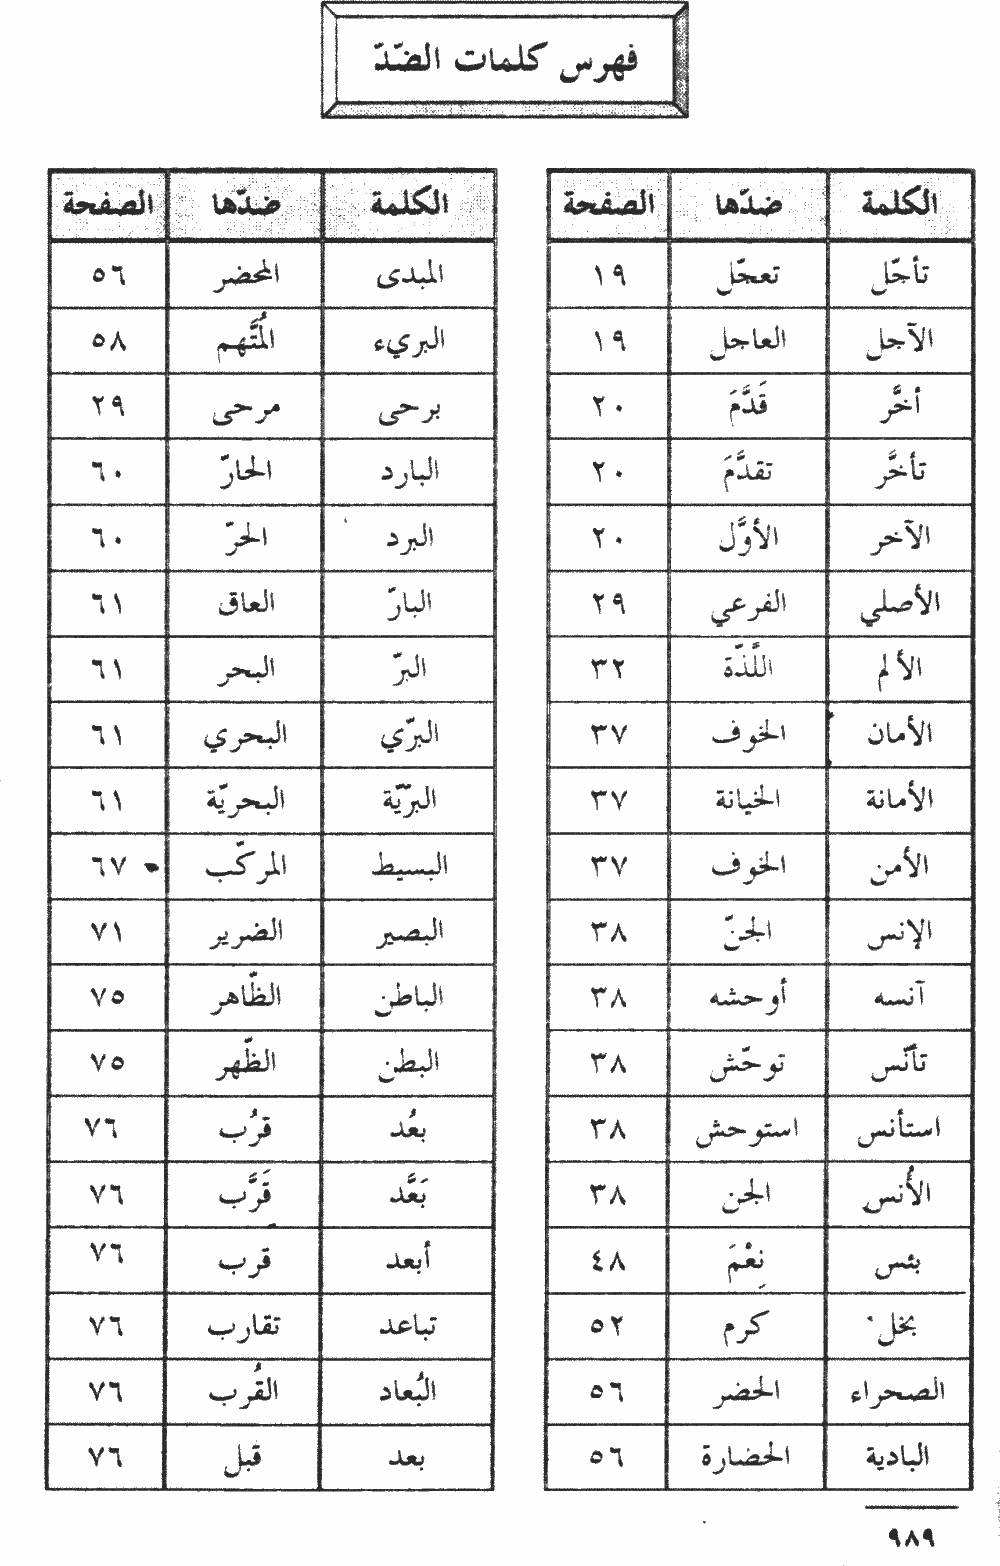 فهرس كلمات الضّدّ
الكلمة ضدّها الصفحة
تأجّل تعجّل ١٩
الآجل العاجل ١٩
أخَّر قَدَّمَ ٢٠
تأخَّر تقدَّمَ ٢٠
الآخر الأوَّل ٢٠
الأصلي الفرعي ٢٩
الألم اللَّذّة ٣٢
الأمان الخوف ٣٧
الأمانة الخيانة ٣٧
الأمن الخوف ٣٧
الإنس الجنّ ٣٨
آنسه أوحشه ٣٨
تأنّس توحّش ٣٨
استأنس استوحش ٣٨
الأُنس الجن ٣٨
بئس نِعْمَ ٤٨
بخل كرم ٥٢
الصحراء الحضر ٥٦
البادية الحضارة ٥٦
الكلمة ضدّها الصفحة
المبدى المحضر ٥٦
البريء المُتَّهم ٥٨
برحى مرحى ٢٩
البارد الحارّ ٦٠
البرد الحرّ ٦٠
البارّ العاق ٦١
البرّ البحر ٦١
البرّي البحري ٦١
البرّيّة البحريّة ٦١
البسيط المركّب ٦٧
البصير الضرير ٧١
الباطن الظّاهر ٧٥
البطن الظّهر ٧٥
بعُد قرُب ٧٦
بَعَّد قَرَّب ٧٦
أبعد قرب ٧٦
تباعد تقارب ٧٦
البُعاد القُرب ٧٦
بعد قبل ٧٦
٩٨٩